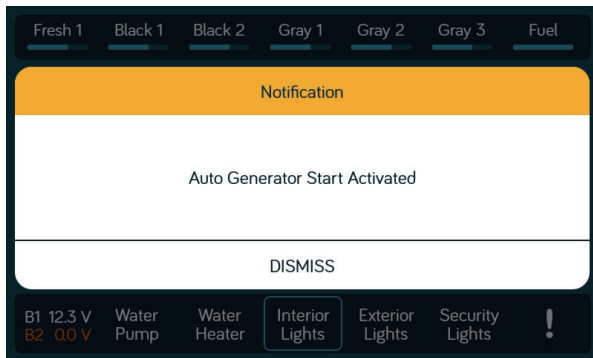 Fresh 1 Black 1 Black 2 Gray 1 Gray 2 Gray 3 Fuel
Notification
Auto Generator Start Activated
DISMISS
B1 12.3 V Water Water Interior Exterior Security !
B2 0.0 V Pump Heater Lights Lights Lights